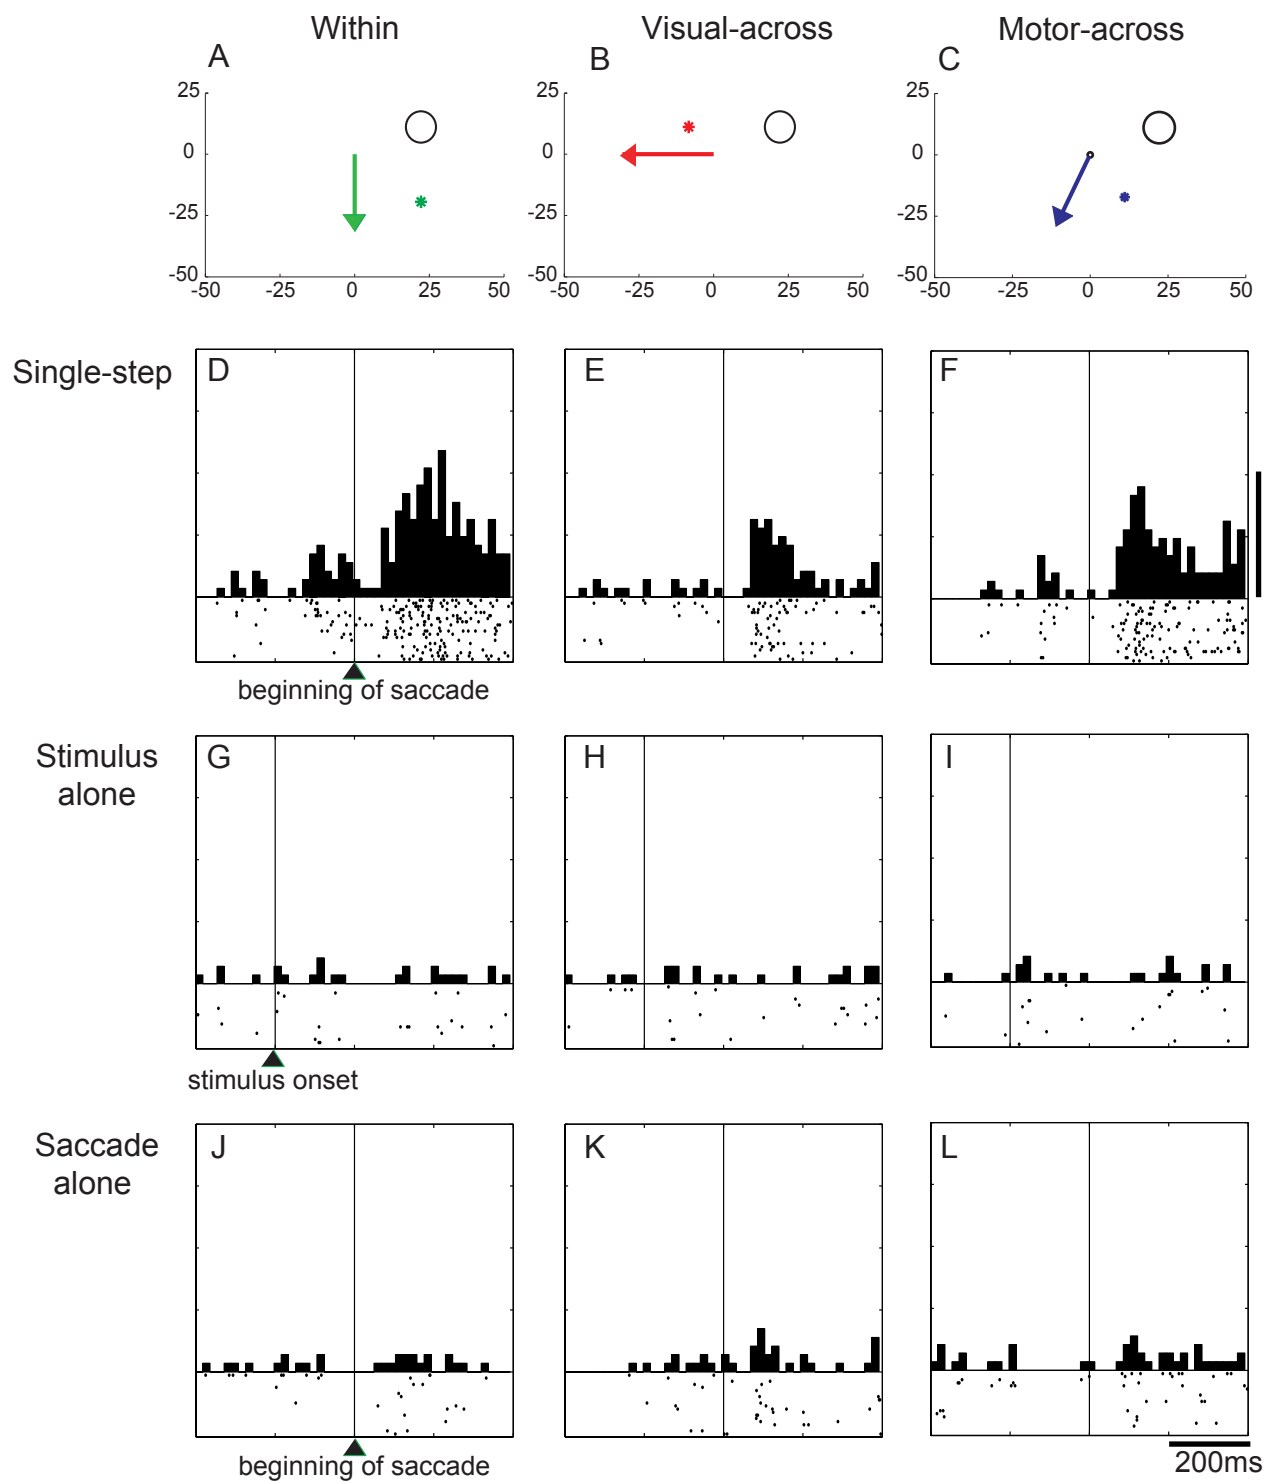 Within Visual-across Motor-across
A B C
25 25 25
0 0 0
-25 -25 -25
-50 -50 -50
-50 -25 0 25 50 -50 -25 0 25 50 -50 -25 0 25 50
Single-step D E F
beginning of saccade
Stimulus
alone
G H I
stimulus onset
Saccade
alone
J K L
beginning of saccade
200ms